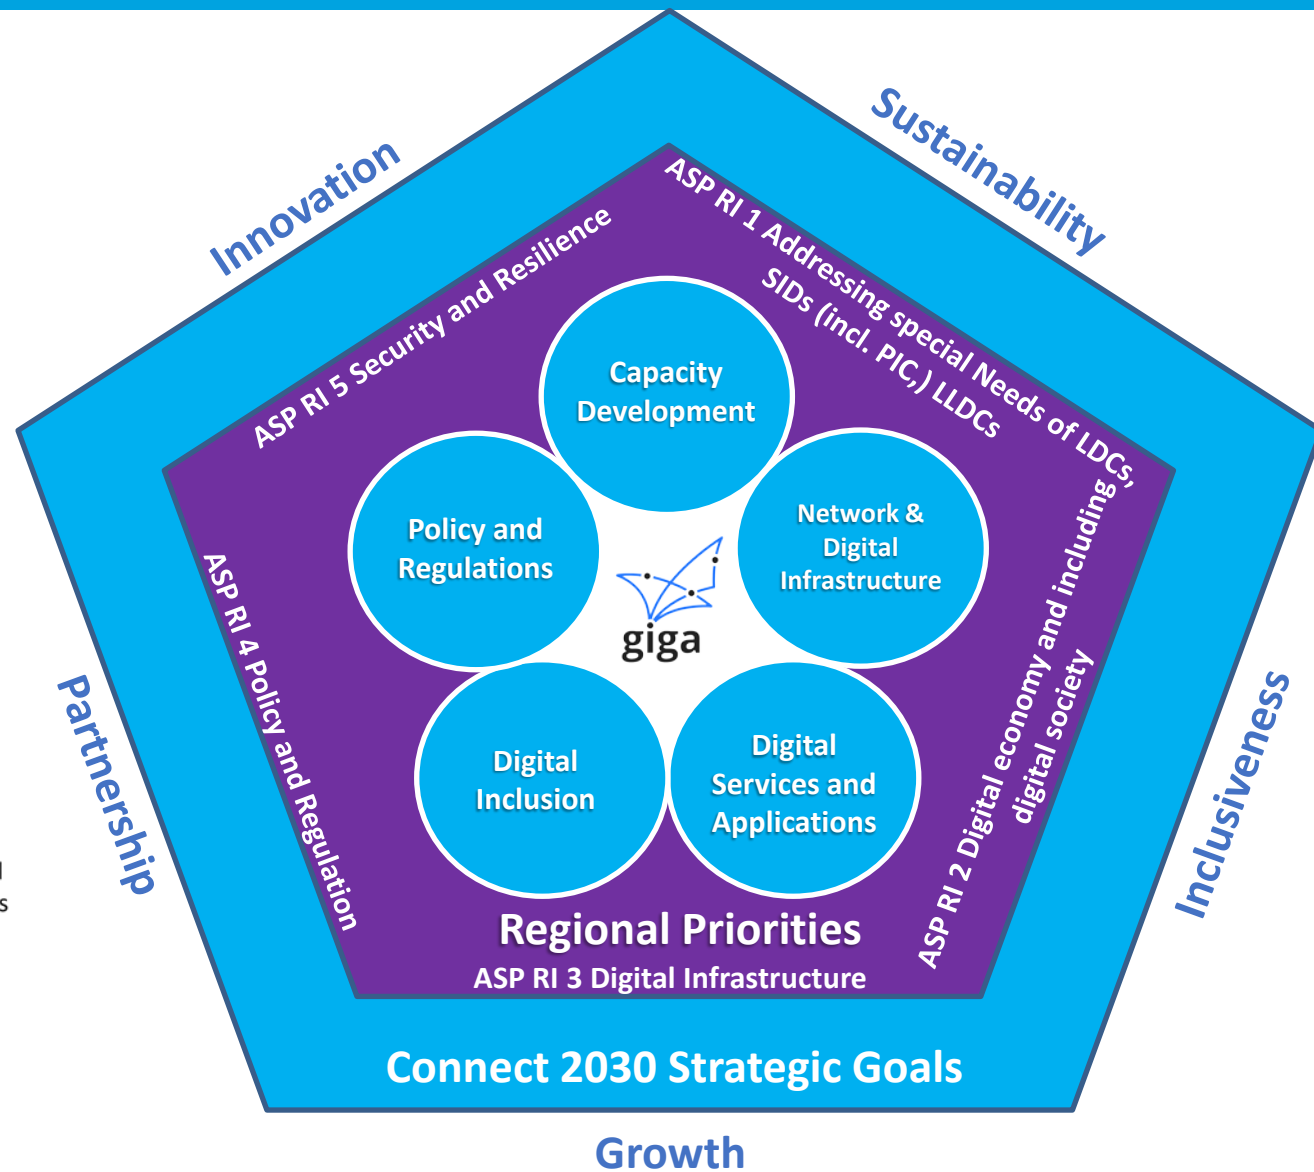 Innovation
Sustainability
ASP RI 5 Security and Resilience
ASP RI 1 Addressing special Needs of LDCs,
SIDs (incl. PIC,) LLDCs
Capacity
Development
Policy and
Regulations
Network &
Digital
Infrastructure
giga
ASP RI 4 Policy and Regulation
ASP RI 2 Digital economy and including
digital society
Partnership
Inclusiveness
Digital
Inclusion
Digital
Services and
Applications
Regional Priorities
ASP RI 3 Digital Infrastructure
Connect 2030 Strategic Goals
Growth